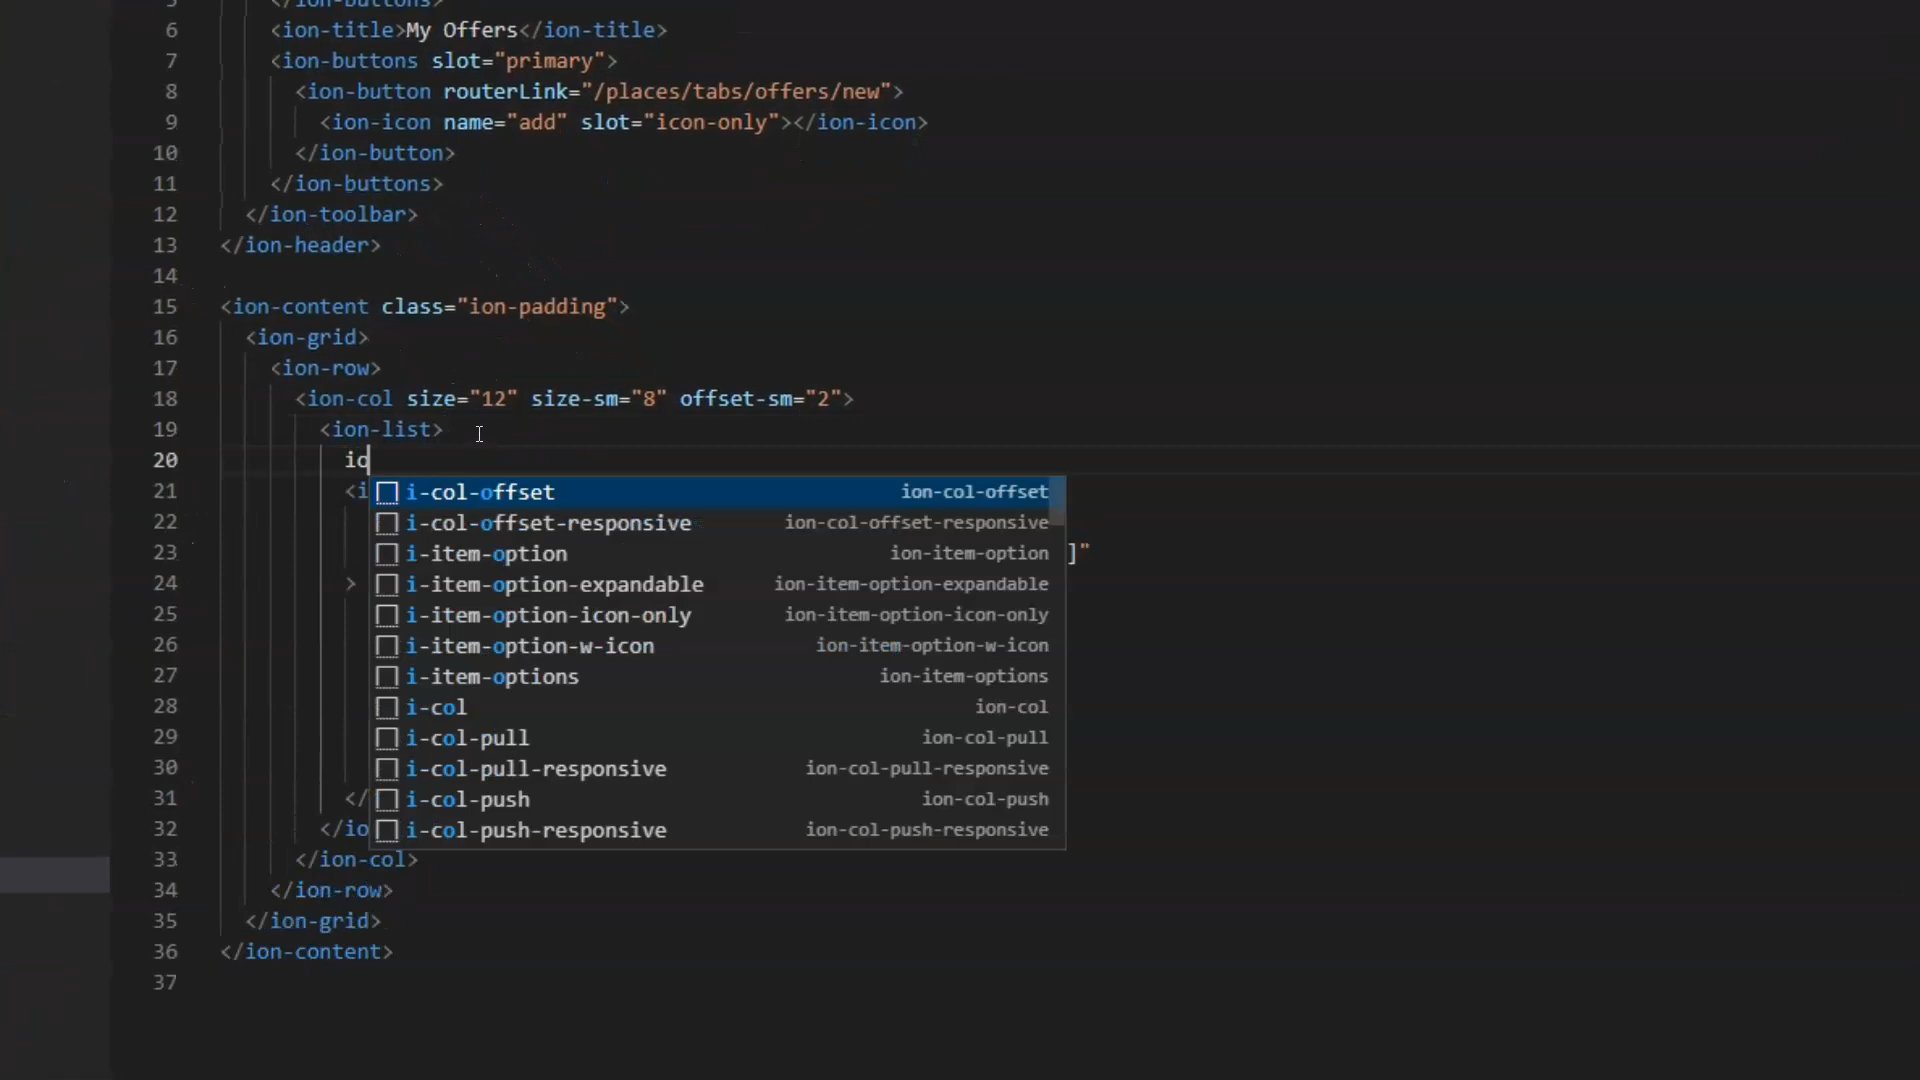 5 </ion-buttons>
6 <ion-title>My Offers</ion-title>
7 <ion-buttons slot="primary">
8 <ion-button routerLink="/places/tabs/offers/new">
9 <ion-icon name="add" slot="icon-only"></ion-icon>
10 </ion-button>
11 </ion-buttons>
12 </ion-toolbar>
13 </ion-header>
14
15 <ion-content class="ion-padding">
16 <ion-grid>
17 <ion-row>
18 <ion-col size="12" size-sm="8" offset-sm="2">
19 <ion-list>
20 io
21 <i i-col-offset ion-col-offset
22 i-col-offset-responsive ion-col-offset-responsive
23 i-item-option ion-item-option ]"
24 > i-item-option-expandable ion-item-option-expandable
25 i-item-option-icon-only ion-item-option-icon-only
26 i-item-option-w-icon ion-item-option-w-icon
27 i-item-options ion-item-options
28 i-col ion-col
29 i-col-pull ion-col-pull
30 i-col-pull-responsive ion-col-pull-responsive
31 </ i-col-push ion-col-push
32 </io i-col-push-responsive ion-col-push-responsive
33 </ion-col>
34 </ion-row>
35 </ion-grid>
36 </ion-content>
37